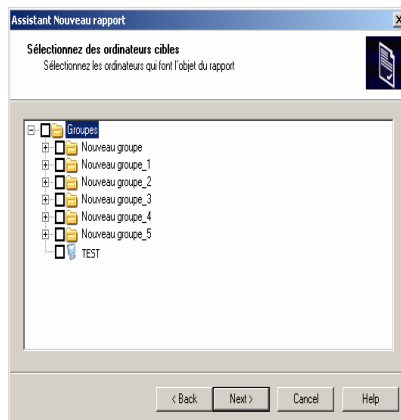 Assistant Nouveau rapport
Sélectionnez des ordinateurs cibles
Sélectionnez les ordinateurs qui font l'objet du rapport
Groupes
Nouveau groupe
Nouveau groupe_1
Nouveau groupe_2
Nouveau groupe_3
Nouveau groupe_4
Nouveau groupe_5
TEST
< Back Next > Cancel Help